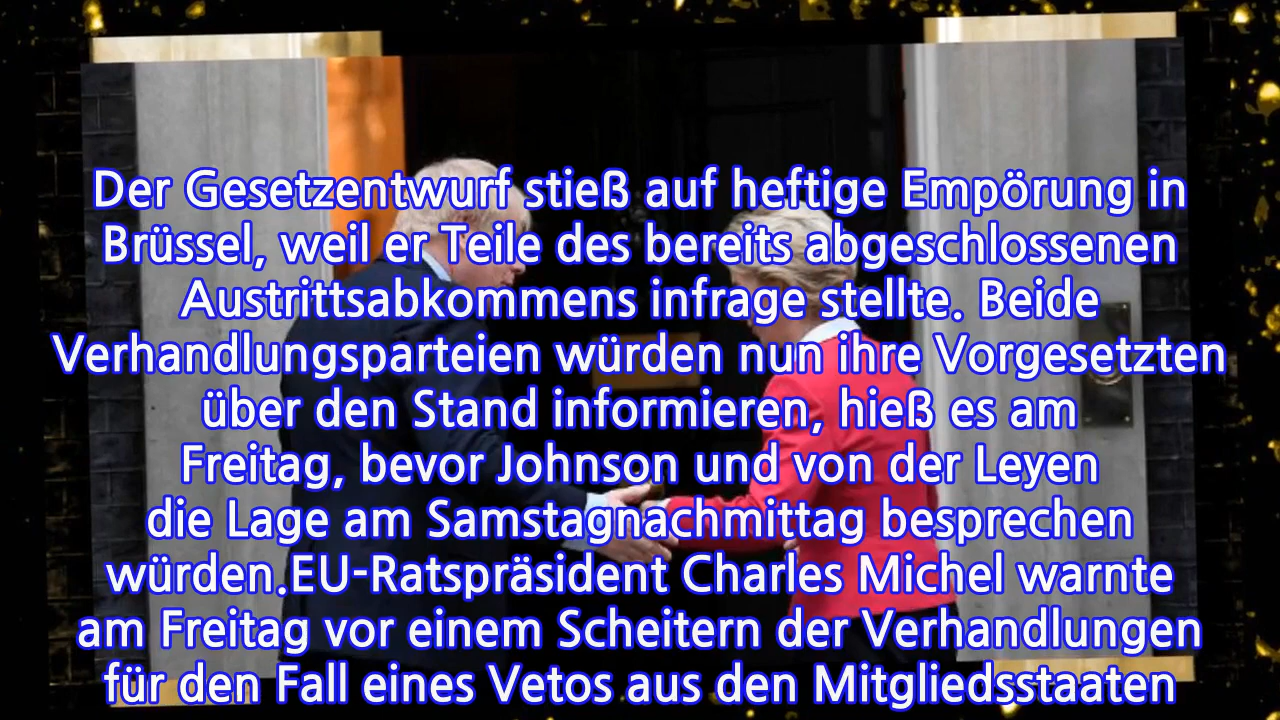 Der Gesetzentwurf stieß auf heftige Empörung in
Brüssel, weil er Teile des bereits abgeschlossenen
Austrittsabkommens infrage stellte. Beide
Verhandlungsparteien würden nun ihre Vorgesetzten
über den Stand informieren, hieß es am
Freitag, bevor Johnson und von der Leyen
die Lage am Samstagnachmittag besprechen
würden.EU-Ratspräsident Charles Michel warnte
am Freitag vor einem Scheitern der Verhandlungen
für den Fall eines Vetos aus den Mitgliedsstaaten